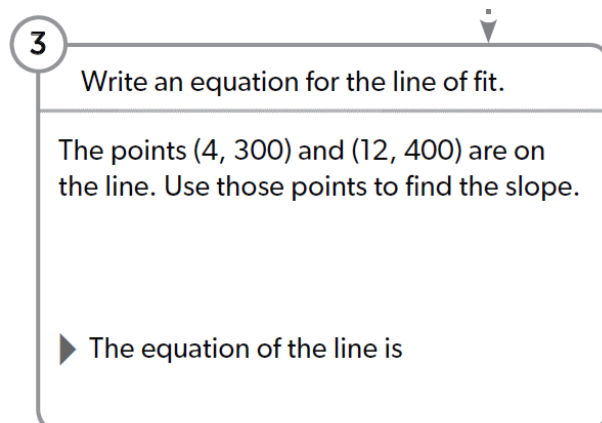 3
Write an equation for the line of fit.
The points (4, 300) and (12, 400) are on
the line. Use those points to find the slope.
The equation of the line is